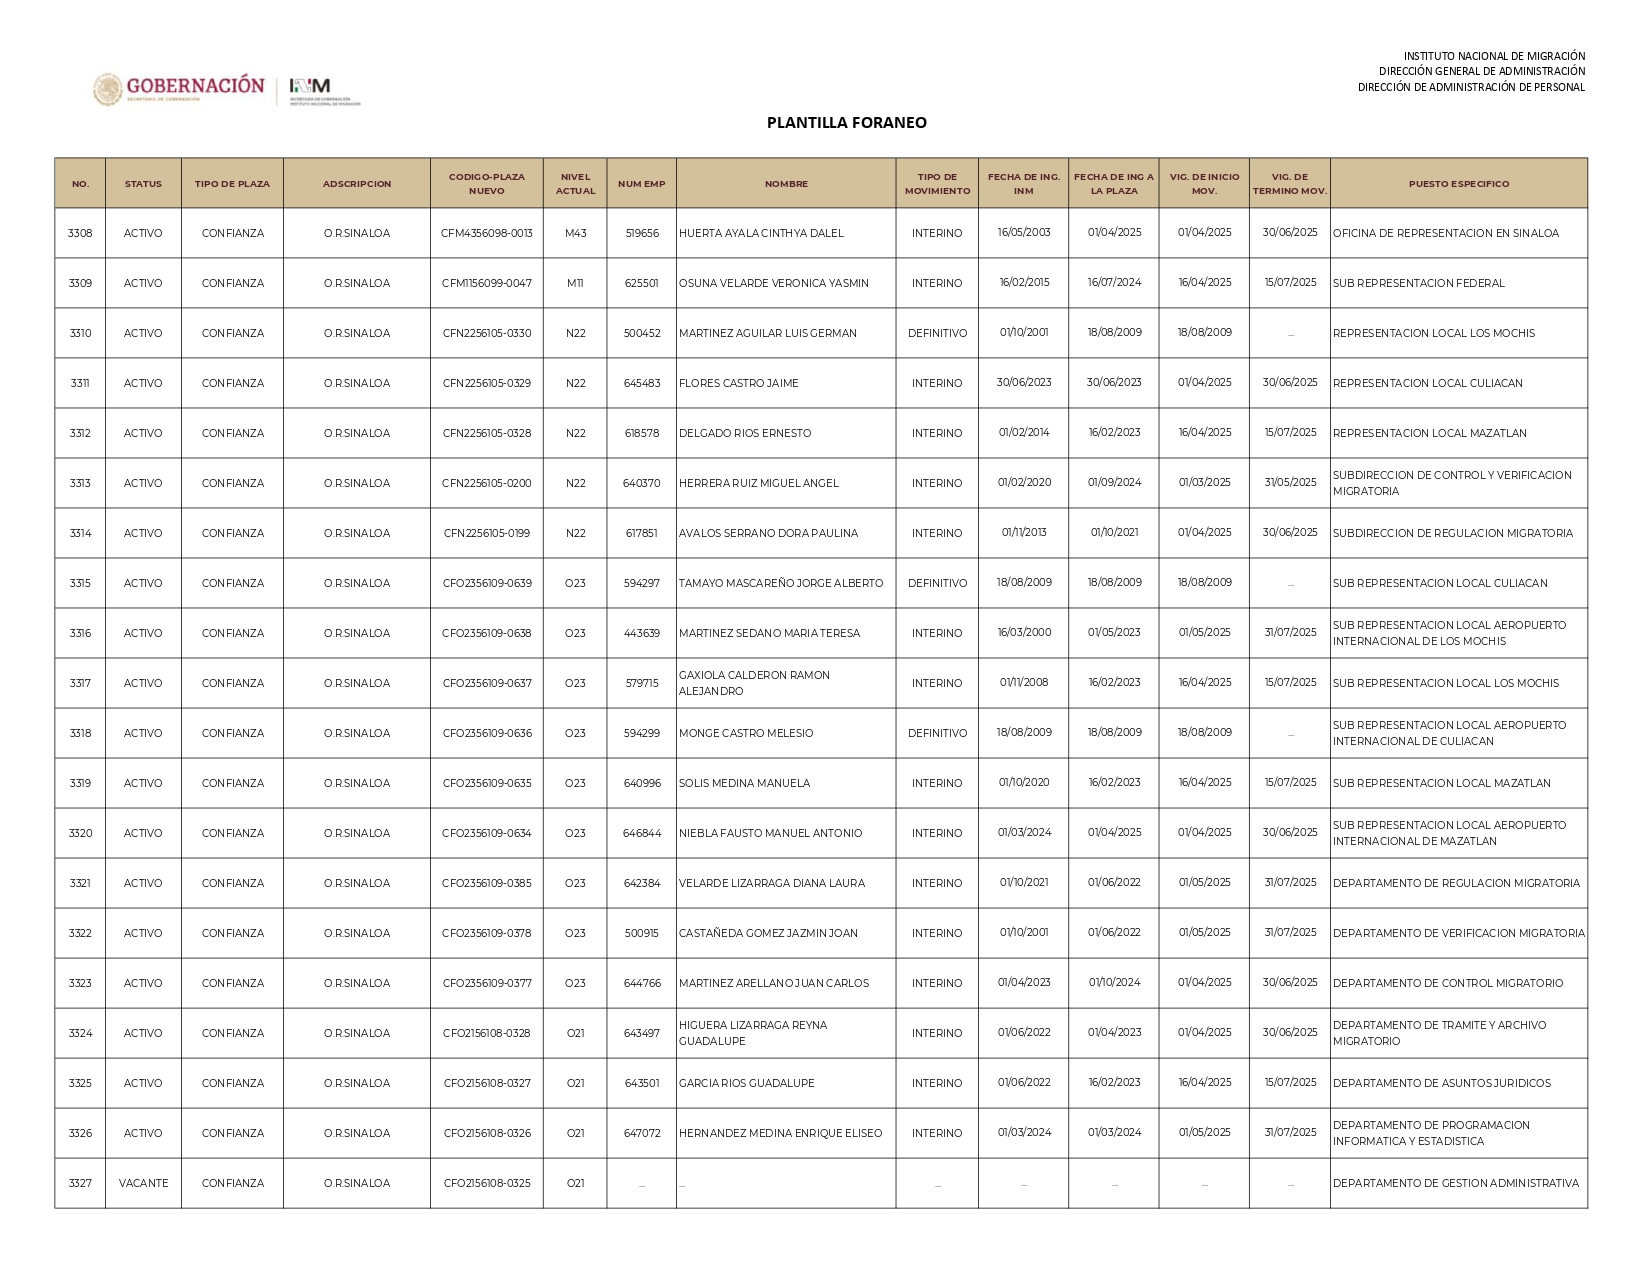 INSTITUTO NACIONAL DE MIGRACIÓN
DIRECCIÓN GENERAL DE ADMINISTRACIÓN
DIRECCIÓN DE ADMINISTRACIÓN DE PERSONAL
GOBERNACIÓN
SECRETARÍA DE GOBERNACIÓN
INM
SECRETARÍA DE GOBERNACIÓN
INSTITUTO NACIONAL DE MIGRACIÓN
PLANTILLA FORANEO
NO. STATUS TIPO DE PLAZA ADSCRIPCION CODIGO-PLAZA NUEVO NIVEL ACTUAL NUM EMP NOMBRE TIPO DE MOVIMIENTO FECHA DE ING. INM FECHA DE ING A LA PLAZA VIG. DE INICIO MOV. VIG. DE TERMINO MOV. PUESTO ESPECIFICO
3308 ACTIVO CONFIANZA O.R.SINALOA CFM4356098-0013 M43 519656 HUERTA AYALA CINTHYA DALEL INTERINO 16/05/2003 01/04/2025 01/04/2025 30/06/2025 OFICINA DE REPRESENTACION EN SINALOA
3309 ACTIVO CONFIANZA O.R.SINALOA CFM1156099-0047 M11 625501 OSUNA VELARDE VERONICA YASMIN INTERINO 16/02/2015 16/07/2024 16/04/2025 15/07/2025 SUB REPRESENTACION FEDERAL
3310 ACTIVO CONFIANZA O.R.SINALOA CFN2256105-0330 N22 500452 MARTINEZ AGUILAR LUIS GERMAN DEFINITIVO 01/10/2001 18/08/2009 18/08/2009 ... REPRESENTACION LOCAL LOS MOCHIS
3311 ACTIVO CONFIANZA O.R.SINALOA CFN2256105-0329 N22 645483 FLORES CASTRO JAIME INTERINO 30/06/2023 30/06/2023 01/04/2025 30/06/2025 REPRESENTACION LOCAL CULIACAN
3312 ACTIVO CONFIANZA O.R.SINALOA CFN2256105-0328 N22 618578 DELGADO RIOS ERNESTO INTERINO 01/02/2014 16/02/2023 16/04/2025 15/07/2025 REPRESENTACION LOCAL MAZATLAN
3313 ACTIVO CONFIANZA O.R.SINALOA CFN2256105-0200 N22 640370 HERRERA RUIZ MIGUEL ANGEL INTERINO 01/02/2020 01/09/2024 01/03/2025 31/05/2025 SUBDIRECCION DE CONTROL Y VERIFICACION MIGRATORIA
3314 ACTIVO CONFIANZA O.R.SINALOA CFN2256105-0199 N22 617851 AVALOS SERRANO DORA PAULINA INTERINO 01/11/2013 01/10/2021 01/04/2025 30/06/2025 SUBDIRECCION DE REGULACION MIGRATORIA
3315 ACTIVO CONFIANZA O.R.SINALOA CFO2356109-0639 O23 594297 TAMAYO MASCAREÑO JORGE ALBERTO DEFINITIVO 18/08/2009 18/08/2009 18/08/2009 ... SUB REPRESENTACION LOCAL CULIACAN
3316 ACTIVO CONFIANZA O.R.SINALOA CFO2356109-0638 O23 443639 MARTINEZ SEDANO MARIA TERESA INTERINO 16/03/2000 01/05/2023 01/05/2025 31/07/2025 SUB REPRESENTACION LOCAL AEROPUERTO INTERNACIONAL DE LOS MOCHIS
3317 ACTIVO CONFIANZA O.R.SINALOA CFO2356109-0637 O23 579715 GAXIOLA CALDERON RAMON ALEJANDRO INTERINO 01/11/2008 16/02/2023 16/04/2025 15/07/2025 SUB REPRESENTACION LOCAL LOS MOCHIS
3318 ACTIVO CONFIANZA O.R.SINALOA CFO2356109-0636 O23 594299 MONGE CASTRO MELESIO DEFINITIVO 18/08/2009 18/08/2009 18/08/2009 ... SUB REPRESENTACION LOCAL AEROPUERTO INTERNACIONAL DE CULIACAN
3319 ACTIVO CONFIANZA O.R.SINALOA CFO2356109-0635 O23 640996 SOLIS MEDINA MANUELA INTERINO 01/10/2020 16/02/2023 16/04/2025 15/07/2025 SUB REPRESENTACION LOCAL MAZATLAN
3320 ACTIVO CONFIANZA O.R.SINALOA CFO2356109-0634 O23 646844 NIEBLA FAUSTO MANUEL ANTONIO INTERINO 01/03/2024 01/04/2025 01/04/2025 30/06/2025 SUB REPRESENTACION LOCAL AEROPUERTO INTERNACIONAL DE MAZATLAN
3321 ACTIVO CONFIANZA O.R.SINALOA CFO2356109-0385 O23 642384 VELARDE LIZARRAGA DIANA LAURA INTERINO 01/10/2021 01/06/2022 01/05/2025 31/07/2025 DEPARTAMENTO DE REGULACION MIGRATORIA
3322 ACTIVO CONFIANZA O.R.SINALOA CFO2356109-0378 O23 500915 CASTAÑEDA GOMEZ JAZMIN JOAN INTERINO 01/10/2001 01/06/2022 01/05/2025 31/07/2025 DEPARTAMENTO DE VERIFICACION MIGRATORIA
3323 ACTIVO CONFIANZA O.R.SINALOA CFO2356109-0377 O23 644766 MARTINEZ ARELLANO JUAN CARLOS INTERINO 01/04/2023 01/10/2024 01/04/2025 30/06/2025 DEPARTAMENTO DE CONTROL MIGRATORIO
3324 ACTIVO CONFIANZA O.R.SINALOA CFO2156108-0328 O21 643497 HIGUERA LIZARRAGA REYNA GUADALUPE INTERINO 01/06/2022 01/04/2023 01/04/2025 30/06/2025 DEPARTAMENTO DE TRAMITE Y ARCHIVO MIGRATORIO
3325 ACTIVO CONFIANZA O.R.SINALOA CFO2156108-0327 O21 643501 GARCIA RIOS GUADALUPE INTERINO 01/06/2022 16/02/2023 16/04/2025 15/07/2025 DEPARTAMENTO DE ASUNTOS JURIDICOS
3326 ACTIVO CONFIANZA O.R.SINALOA CFO2156108-0326 O21 647072 HERNANDEZ MEDINA ENRIQUE ELISEO INTERINO 01/03/2024 01/03/2024 01/05/2025 31/07/2025 DEPARTAMENTO DE PROGRAMACION INFORMATICA Y ESTADISTICA
3327 VACANTE CONFIANZA O.R.SINALOA CFO2156108-0325 O21 ... ... ... ... ... ... ... DEPARTAMENTO DE GESTION ADMINISTRATIVA